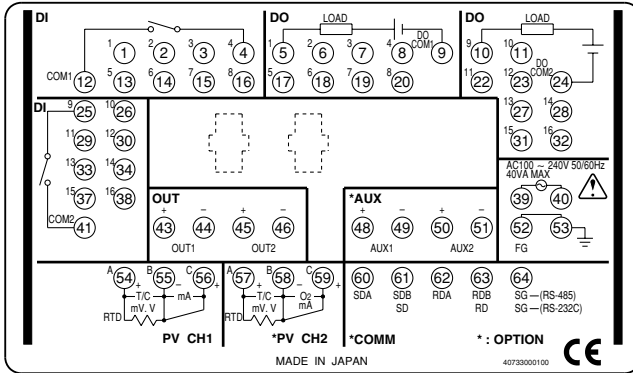 DI DO DO
LOAD LOAD
1 2 3 4 1 2 3 4 DO COM1 9 10
① ② ③ ④ ⑤ ⑥ ⑦ ⑧ ⑨ ⑩ ⑪
COM1 5 6 7 8 5 6 7 8 11 12 DO COM2
⑫ ⑬ ⑭ ⑮ ⑯ ⑰ ⑱ ⑲ ⑳ ㉒ ㉓ ㉔
DI 9 10 13 14
㉕ ㉖ ㉗ ㉘
11 12 15 16
㉙ ㉚ ㉛ ㉜
13 14
㉝ ㉞
AC100 ~ 240V 50/60Hz
40VA MAX
15 16
㊲ ㊳ ㊴ ㊵
COM2
㊶
OUT *AUX
+ − + − + − + −
㊸ ㊹ ㊺ ㊻ 48 49 50 51 52 53
OUT1 OUT2 AUX1 AUX2 FG
A B C A B C
54 55 56 57 58 59 60 61 62 63 64
+ − + + − +
T/C mA T/C O2 mA SDA SDB RDA RDB SG — (RS-485)
mV. V mV. V SD RD SG — (RS-232C)
RTD RTD
PV CH1 *PV CH2 *COMM * : OPTION
MADE IN JAPAN 40733000100 CE